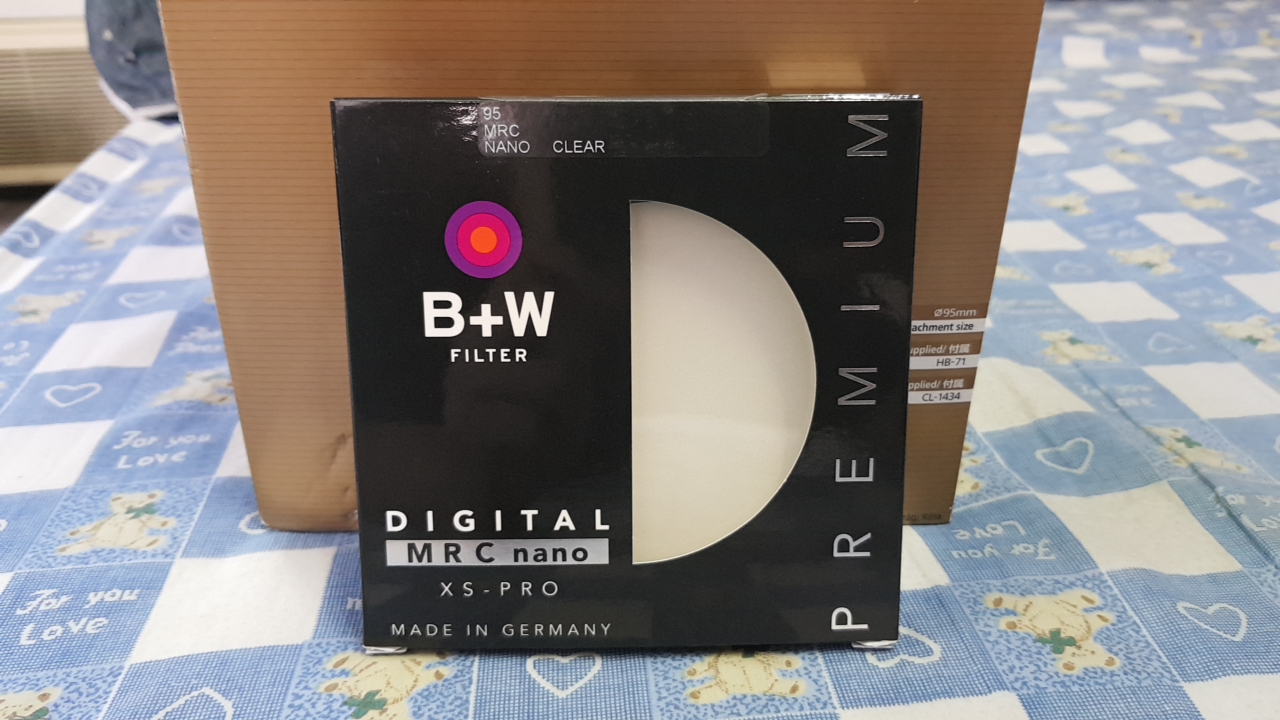 95
MRC
NANO CLEAR
B+W
FILTER
DIGITAL
MRC nano
XS-PRO
MADE IN GERMANY
PREMIUM
Ø95mm
achment size
upplied/ 付属
HB-71
pplied/ 付属
CL-1434
For you
Love
For you
Love
for you
Love